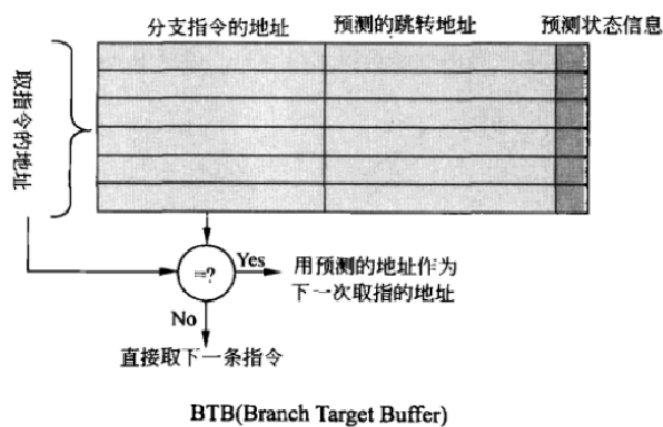 分支指令的地址 预测的跳转地址 预测状态信息
取指令的地址
=?
Yes
用预测的地址作为
下一次取指的地址
No
直接取下一条指令
BTB(Branch Target Buffer)